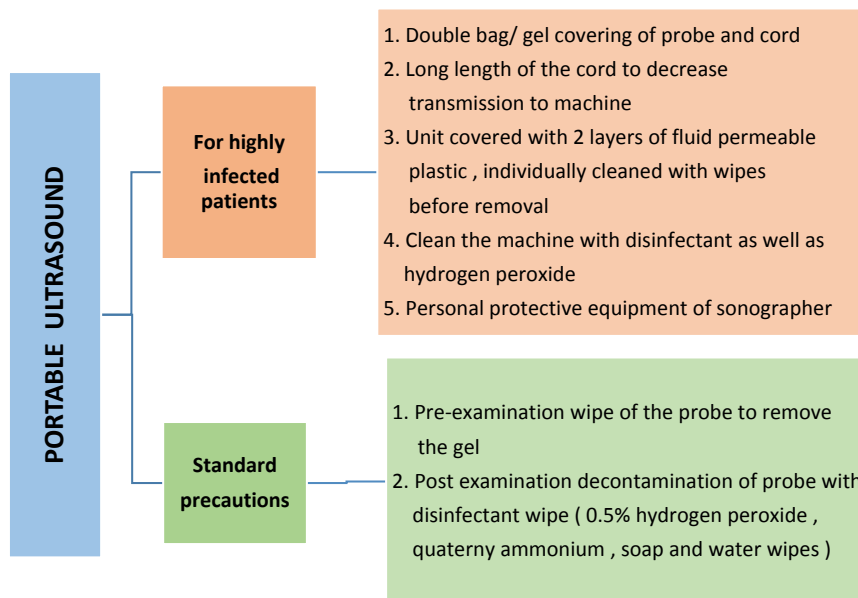 PORTABLE ULTRASOUND
For highly
infected
patients
1. Double bag/ gel covering of probe and cord
2. Long length of the cord to decrease
transmission to machine
3. Unit covered with 2 layers of fluid permeable
plastic , individually cleaned with wipes
before removal
4. Clean the machine with disinfectant as well as
hydrogen peroxide
5. Personal protective equipment of sonographer
Standard
precautions
1. Pre-examination wipe of the probe to remove
the gel
2. Post examination decontamination of probe with
disinfectant wipe ( 0.5% hydrogen peroxide ,
quaterny ammonium , soap and water wipes )